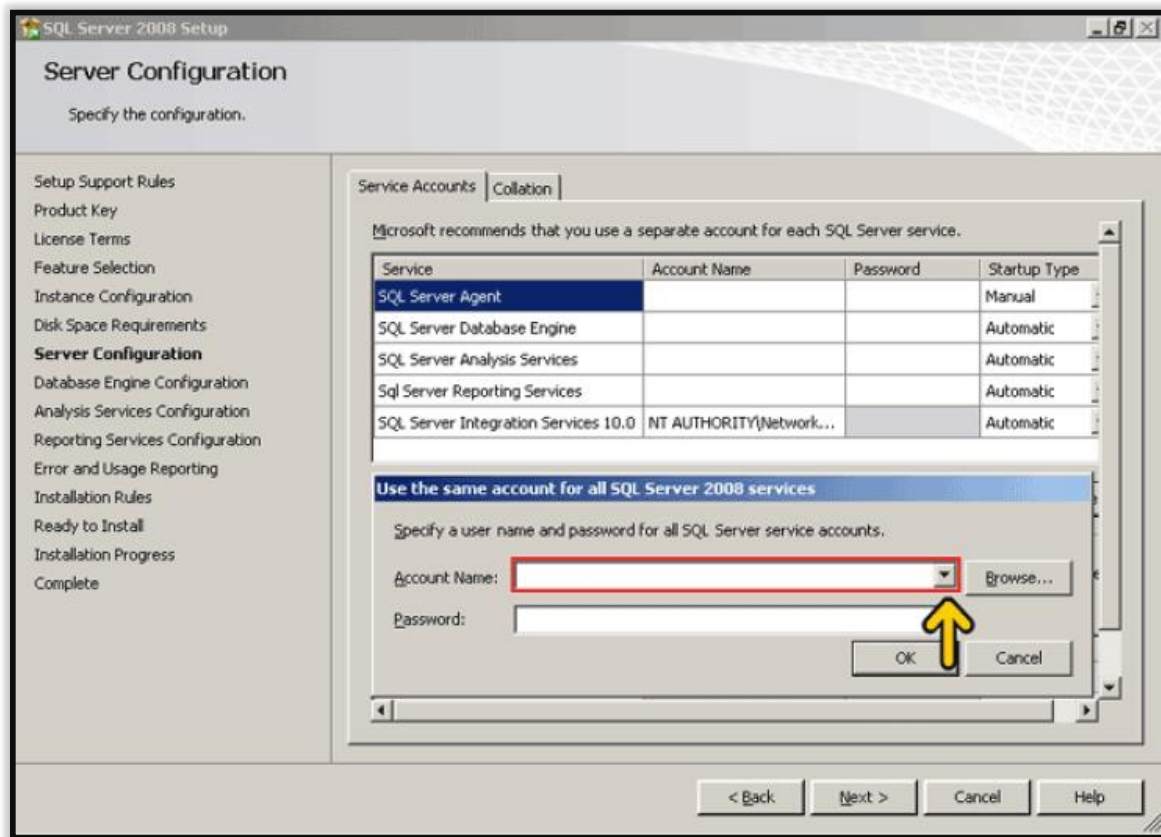 SQL Server 2008 Setup
Server Configuration
Specify the configuration.
Setup Support Rules
Product Key
License Terms
Feature Selection
Instance Configuration
Disk Space Requirements
Server Configuration
Database Engine Configuration
Analysis Services Configuration
Reporting Services Configuration
Error and Usage Reporting
Installation Rules
Ready to Install
Installation Progress
Complete
Service Accounts Collation
Microsoft recommends that you use a separate account for each SQL Server service.
Service Account Name Password Startup Type
SQL Server Agent Manual
SQL Server Database Engine Automatic
SQL Server Analysis Services Automatic
Sql Server Reporting Services Automatic
SQL Server Integration Services 10.0 NT AUTHORITY\Network... Automatic
Use the same account for all SQL Server 2008 services
Specify a user name and password for all SQL Server service accounts.
Account Name: Browse...
Password:
OK Cancel
< Back Next > Cancel Help